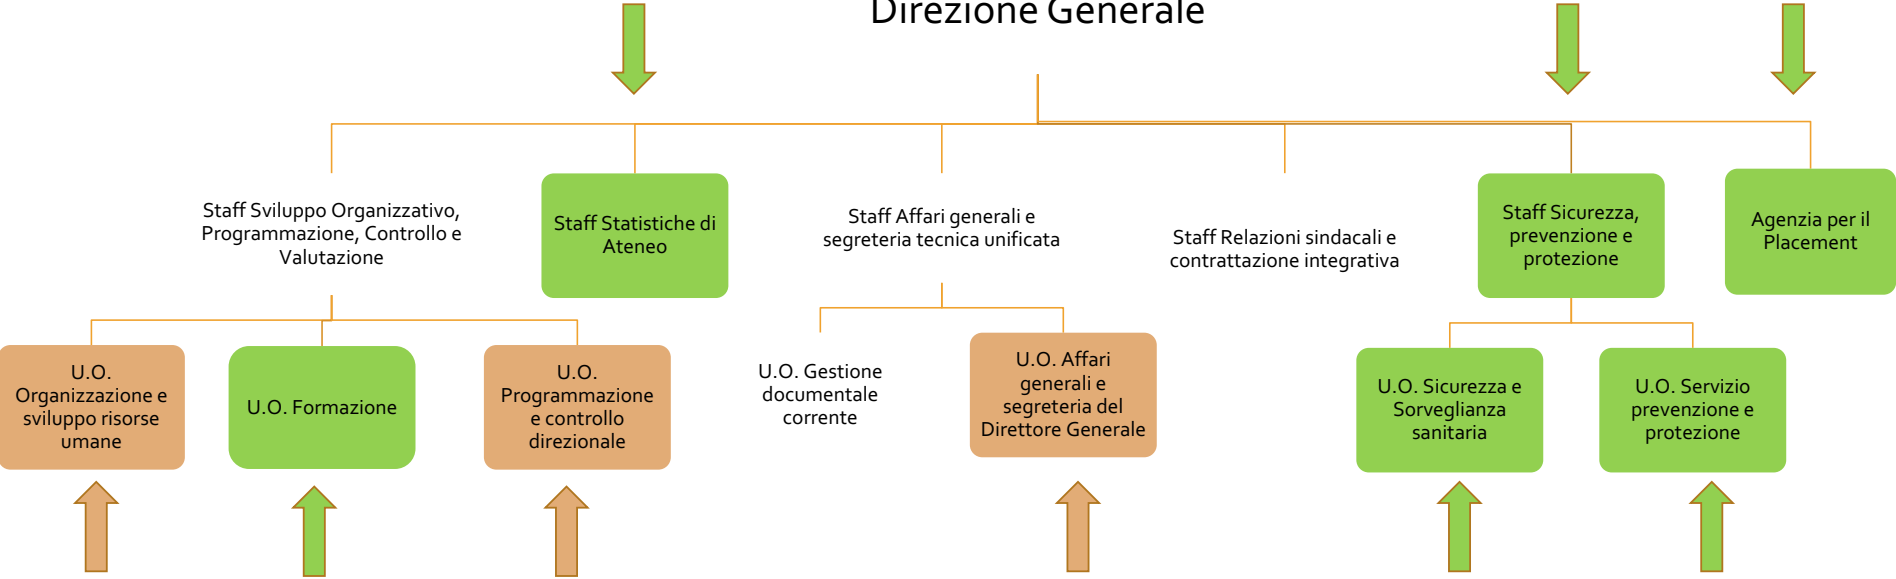 Direzione Generale
Staff Sviluppo Organizzativo,
Programmazione, Controllo e
Valutazione
Staff Statistiche di
Ateneo
Staff Affari generali e
segreteria tecnica unificata
Staff Relazioni sindacali e
contrattazione integrativa
Staff Sicurezza,
prevenzione e
protezione
Agenzia per il
Placement
U.O.
Organizzazione e
sviluppo risorse
umane
U.O. Formazione
U.O.
Programmazione
e controllo
direzionale
U.O. Gestione
documentale
corrente
U.O. Affari
generali e
segreteria del
Direttore Generale
U.O. Sicurezza e
Sorveglianza
sanitaria
U.O. Servizio
prevenzione e
protezione